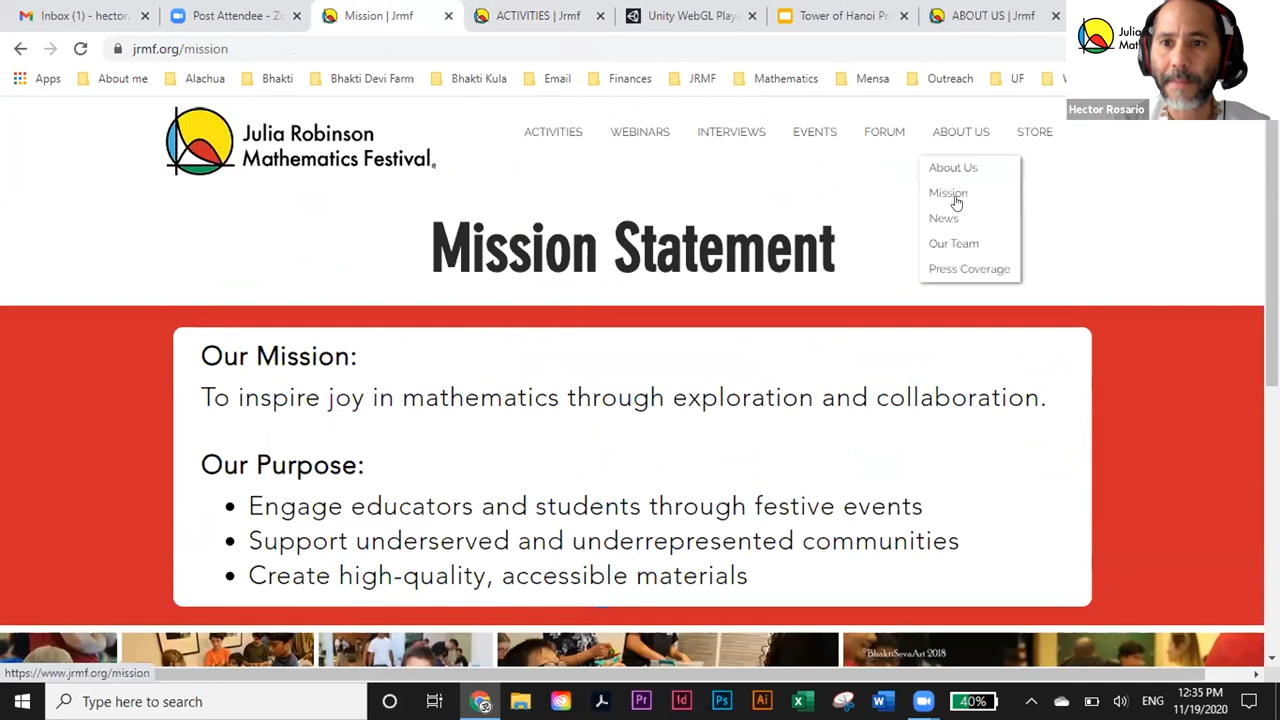 Inbox (1) - hector.
Post Attendee - Zo
Mission | Jrmf
ACTIVITIES | Jrmf
Unity WebGL Play
Tower of Hanoi Pr
ABOUT US | Jrmf
jrmf.org/mission
Apps
About me
Alachua
Bhakti
Bhakti Devi Farm
Bhakti Kula
Email
Finances
JRMF
Mathematics
Mensa
Outreach
UF
Hector Rosario
Julia Robinson
Mathematics Festival
ACTIVITIES WEBINARS INTERVIEWS EVENTS FORUM ABOUT US STORE
About Us
Mission
News
Our Team
Press Coverage
Mission Statement
Our Mission:
To inspire joy in mathematics through exploration and collaboration.
Our Purpose:
• Engage educators and students through festive events
• Support underserved and underrepresented communities
• Create high-quality, accessible materials
©BhaktiSevaArt 2018
https://www.jrmf.org/mission
Type here to search
40%
ENG
12:35 PM
11/19/2020